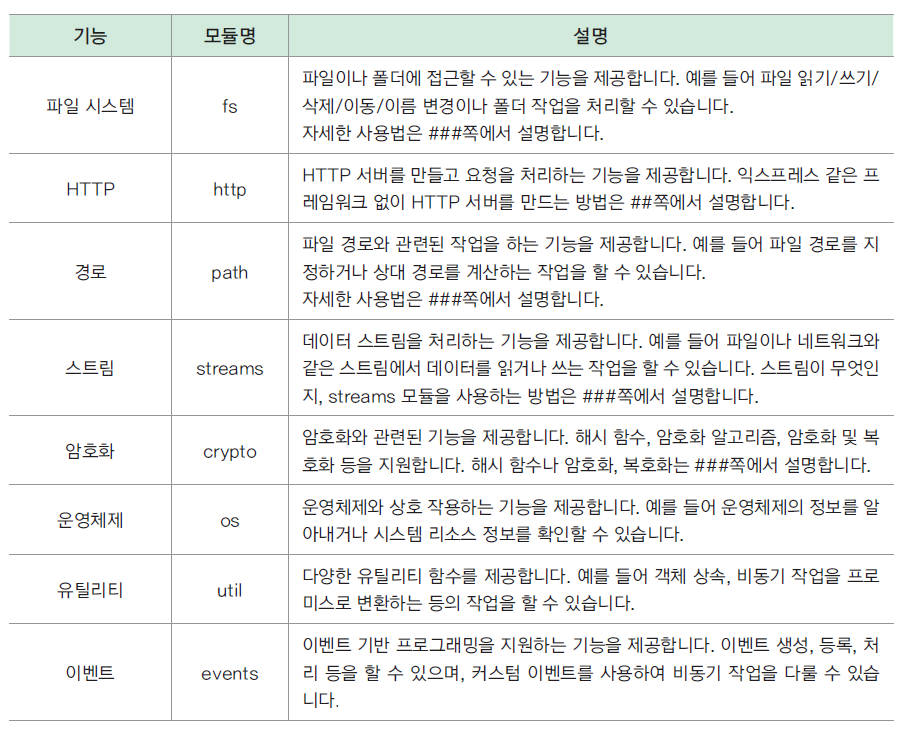 기능 모듈명 설명
파일이나 폴더에 접근할 수 있는 기능을 제공합니다. 예를 들어 파일 읽기/쓰기/
파일 시스템 fs 삭제/이동/이름 변경이나 폴더 작업을 처리할 수 있습니다.
자세한 사용법은 ###쪽에서 설명합니다.
HTTP http HTTP 서버를 만들고 요청을 처리하는 기능을 제공합니다. 익스프레스 같은 프
레임워크 없이 HTTP 서버를 만드는 방법은 ##쪽에서 설명합니다.
파일 경로와 관련된 작업을 하는 기능을 제공합니다. 예를 들어 파일 경로를 지
경로 path 정하거나 상대 경로를 계산하는 작업을 할 수 있습니다.
자세한 사용법은 ###쪽에서 설명합니다.
데이터 스트림을 처리하는 기능을 제공합니다. 예를 들어 파일이나 네트워크와
스트림 streams 같은 스트림에서 데이터를 읽거나 쓰는 작업을 할 수 있습니다. 스트림이 무엇인
지, streams 모듈을 사용하는 방법은 ###쪽에서 설명합니다.
암호화 crypto 암호화와 관련된 기능을 제공합니다. 해시 함수, 암호화 알고리즘, 암호화 및 복
호화 등을 지원합니다. 해시 함수나 암호화, 복호화는 ###쪽에서 설명합니다.
운영체제 os 운영체제와 상호 작용하는 기능을 제공합니다. 예를 들어 운영체제의 정보를 알
아내거나 시스템 리소스 정보를 확인할 수 있습니다.
유틸리티 util 다양한 유틸리티 함수를 제공합니다. 예를 들어 객체 상속, 비동기 작업을 프로
미스로 변환하는 등의 작업을 할 수 있습니다.
이벤트 기반 프로그래밍을 지원하는 기능을 제공합니다. 이벤트 생성, 등록, 처
이벤트 events 리 등을 할 수 있으며, 커스텀 이벤트를 사용하여 비동기 작업을 다룰 수 있습
니다.